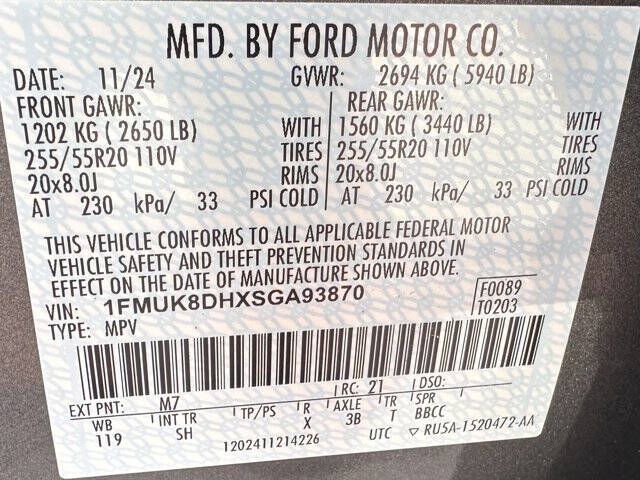 MFD. BY FORD MOTOR CO.
DATE: 11/24 GVWR: 2694 KG ( 5940 LB)
FRONT GAWR: REAR GAWR:
1202 KG ( 2650 LB) WITH 1560 KG ( 3440 LB) WITH
255/55R20 110V TIRES 255/55R20 110V TIRES
20x8.0J RIMS 20x8.0J RIMS
AT 230 kPa/ 33 PSI COLD AT 230 kPa/ 33 PSI COLD
THIS VEHICLE CONFORMS TO ALL APPLICABLE FEDERAL MOTOR
VEHICLE SAFETY AND THEFT PREVENTION STANDARDS IN
EFFECT ON THE DATE OF MANUFACTURE SHOWN ABOVE.
VIN: 1FMUK8DHXSGA93870 F0089
TYPE: MPV T0203
EXT PNT: M7 RC: 21 DSO:
WB INT TR TP/PS R AXLE TR SPR
119 SH X 3B T BBCC
1202411214226 UTC ▽ RU5A-1520472-AA